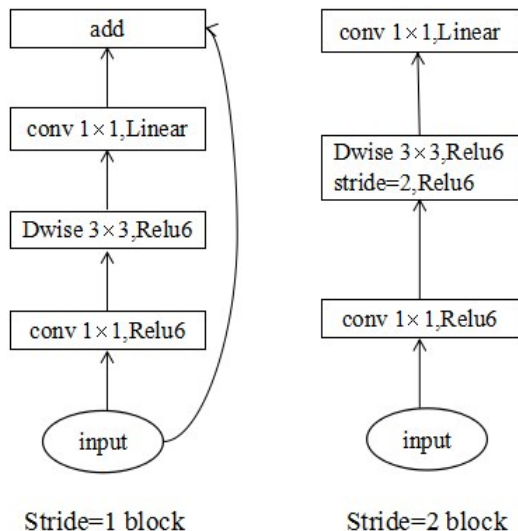 add
conv 1×1,Linear
Dwise 3×3,Relu6
conv 1×1,Relu6
input
Stride=1 block
conv 1×1,Linear
Dwise 3×3,Relu6
stride=2,Relu6
conv 1×1,Relu6
input
Stride=2 block